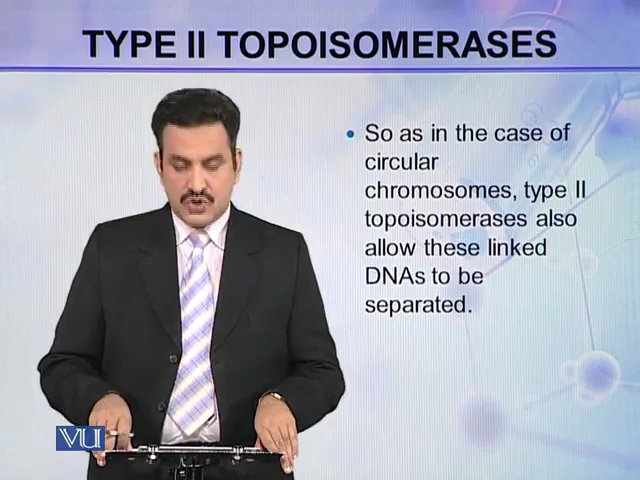 TYPE II TOPOISOMERASES
• So as in the case of
circular
chromosomes, type II
topoisomerases also
allow these linked
DNAs to be
separated.
VU